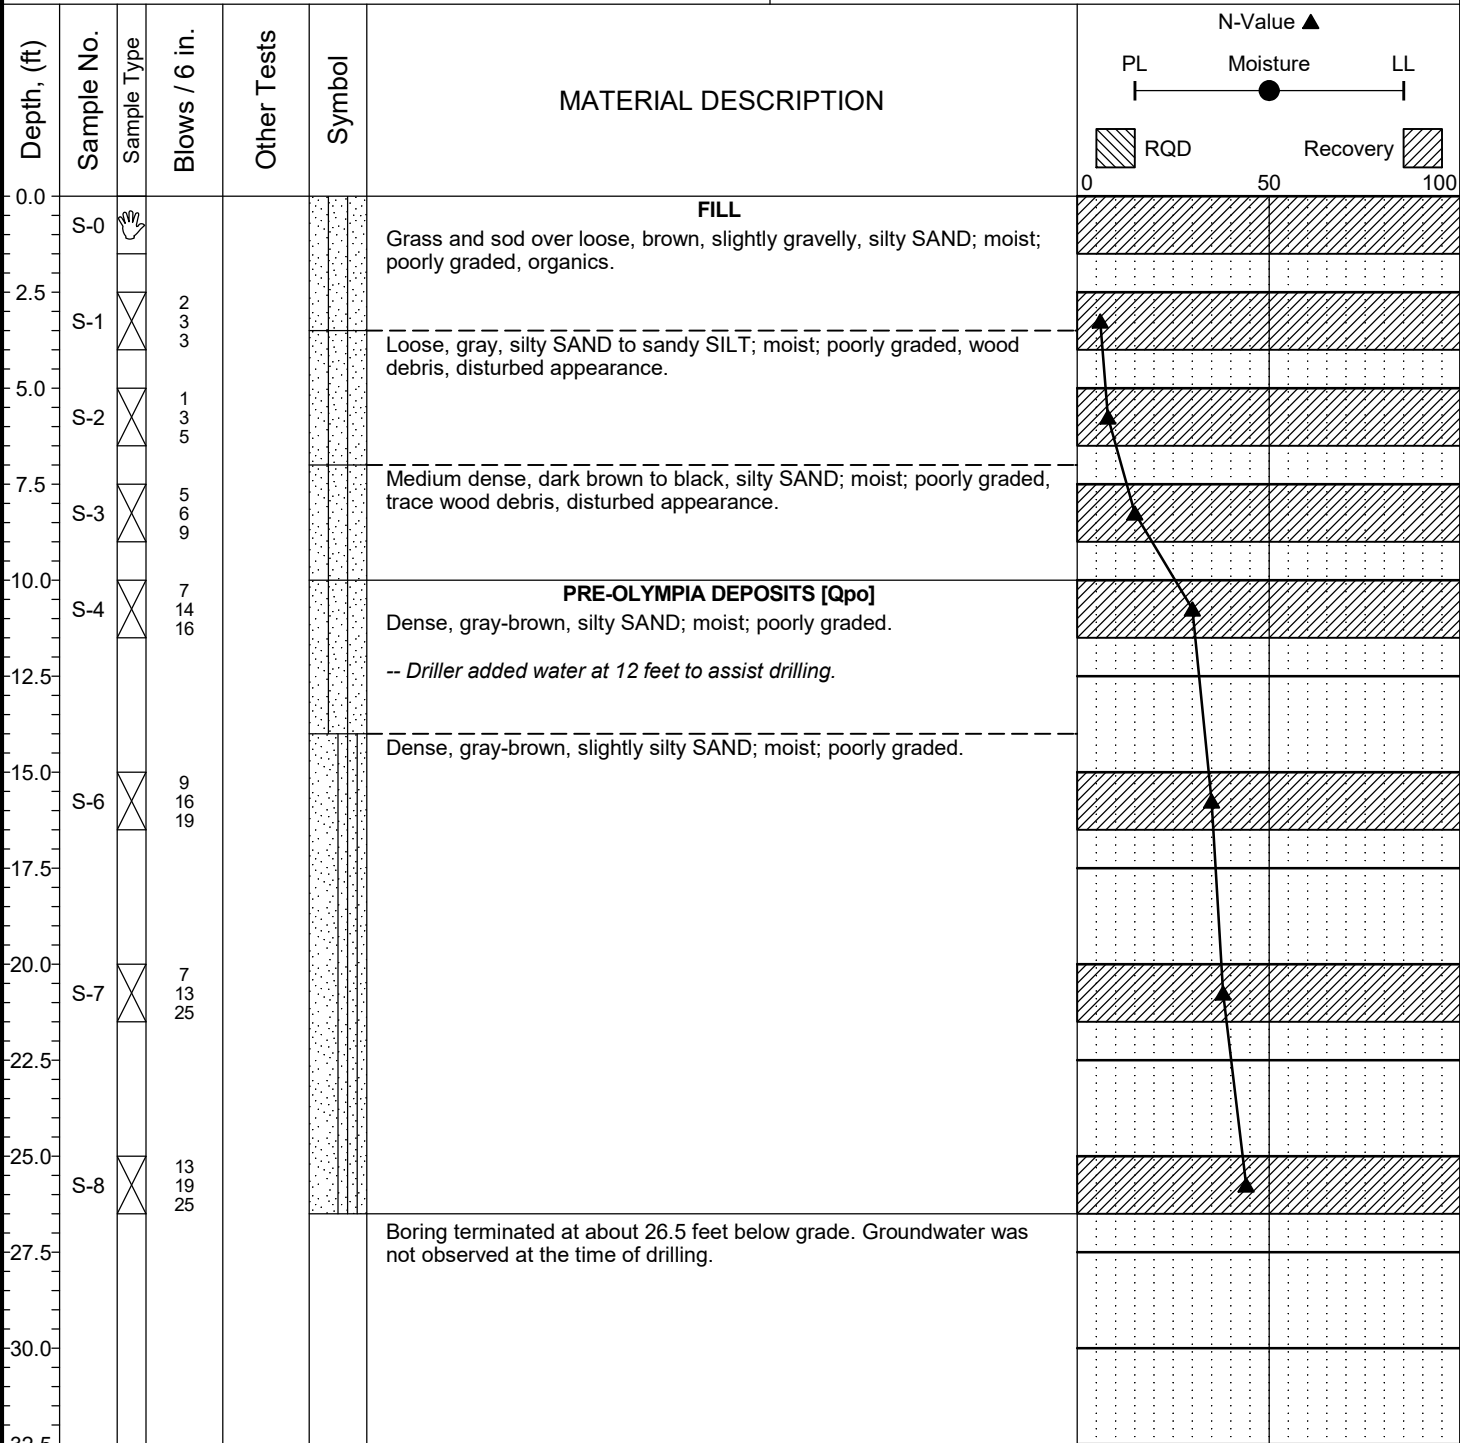 Depth, (ft)
Sample No.
Sample Type
Blows / 6 in.
Other Tests
Symbol
MATERIAL DESCRIPTION
N-Value
PL Moisture LL
RQD Recovery
0 50 100
0.0
S-0
FILL
Grass and sod over loose, brown, slightly gravelly, silty SAND; moist;
poorly graded, organics.
2.5
S-1
2
3
3
Loose, gray, silty SAND to sandy SILT; moist; poorly graded, wood
debris, disturbed appearance.
5.0
S-2
1
3
5
Medium dense, dark brown to black, silty SAND; moist; poorly graded,
trace wood debris, disturbed appearance.
7.5
S-3
5
6
9
10.0
S-4
7
14
16
PRE-OLYMPIA DEPOSITS [Qpo]
Dense, gray-brown, silty SAND; moist; poorly graded.
-- Driller added water at 12 feet to assist drilling.
12.5
Dense, gray-brown, slightly silty SAND; moist; poorly graded.
15.0
S-6
9
16
19
17.5
20.0
S-7
7
13
25
22.5
25.0
S-8
13
19
25
Boring terminated at about 26.5 feet below grade. Groundwater was
not observed at the time of drilling.
27.5
30.0
32.5